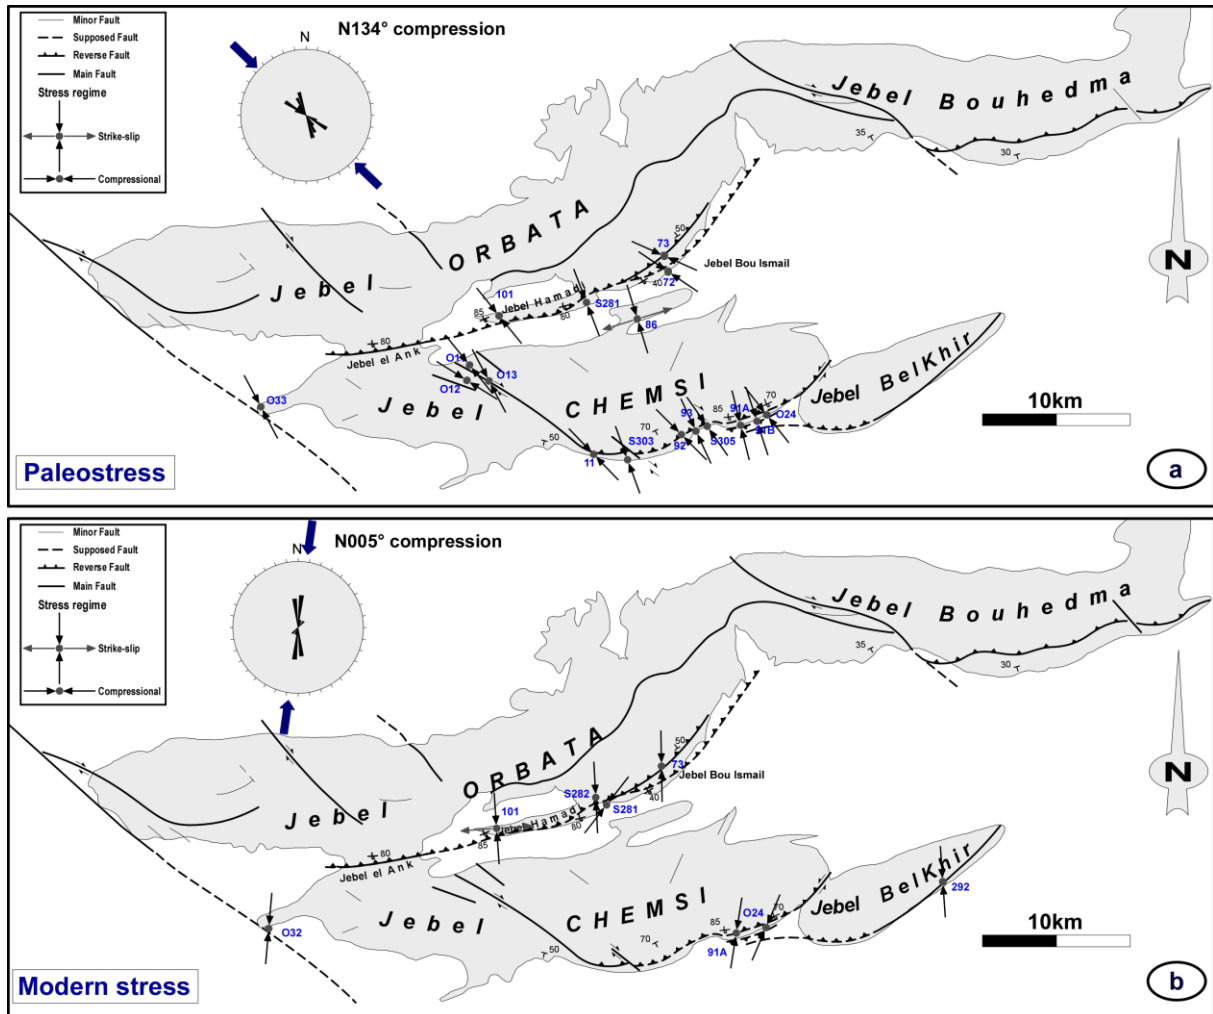 Minor Fault
Supposed Fault
Reverse Fault
Main Fault
Stress regime
Strike-slip
Compressional
N134° compression
N
Jebel Bouhedma
35
30
N
ORBATA
Jebel
50
73
Jebel Bou Ismail
72
40
101
Jebel Hamadi
S281
85
80
86
80
Jebel el Ank
O1
O13
O12
O33
Jebel
CHEMSI
Jebel BelKhir
70
91A
O24
85
93
91B
70
S305
92
50
S303
11
10km
Paleostress
a
Minor Fault
Supposed Fault
Reverse Fault
Main Fault
Stress regime
Strike-slip
Compressional
N005° compression
N
Jebel Bouhedma
35
30
N
ORBATA
Jebel
50
73
Jebel Bou Ismail
S282
40
S281
101
Jebel Hamadi
80
85
80
Jebel el Ank
Jebel
CHEMSI
Jebel BelKhir
292
O24
70
85
O32
70
91A
50
10km
Modern stress
b